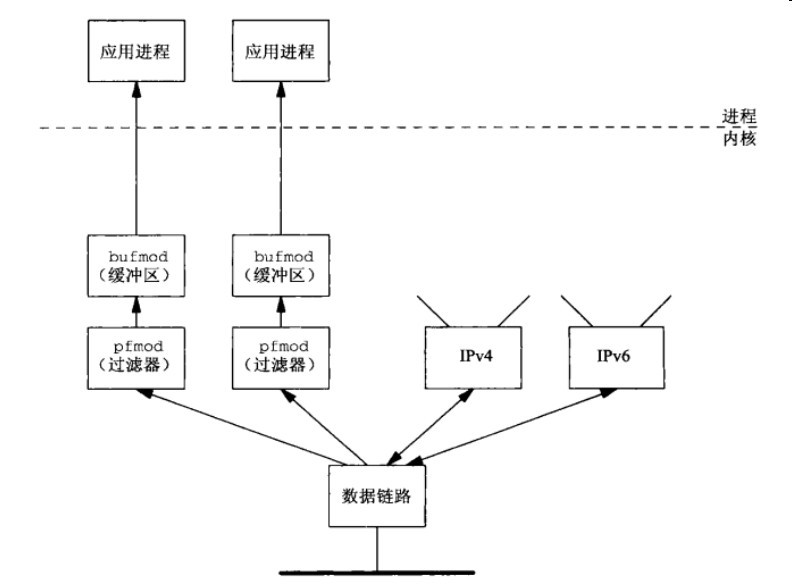 应用进程
应用进程
进程
内核
bufmod
（缓冲区）
bufmod
（缓冲区）
pfmod
（过滤器）
pfmod
（过滤器）
IPv4
IPv6
数据链路